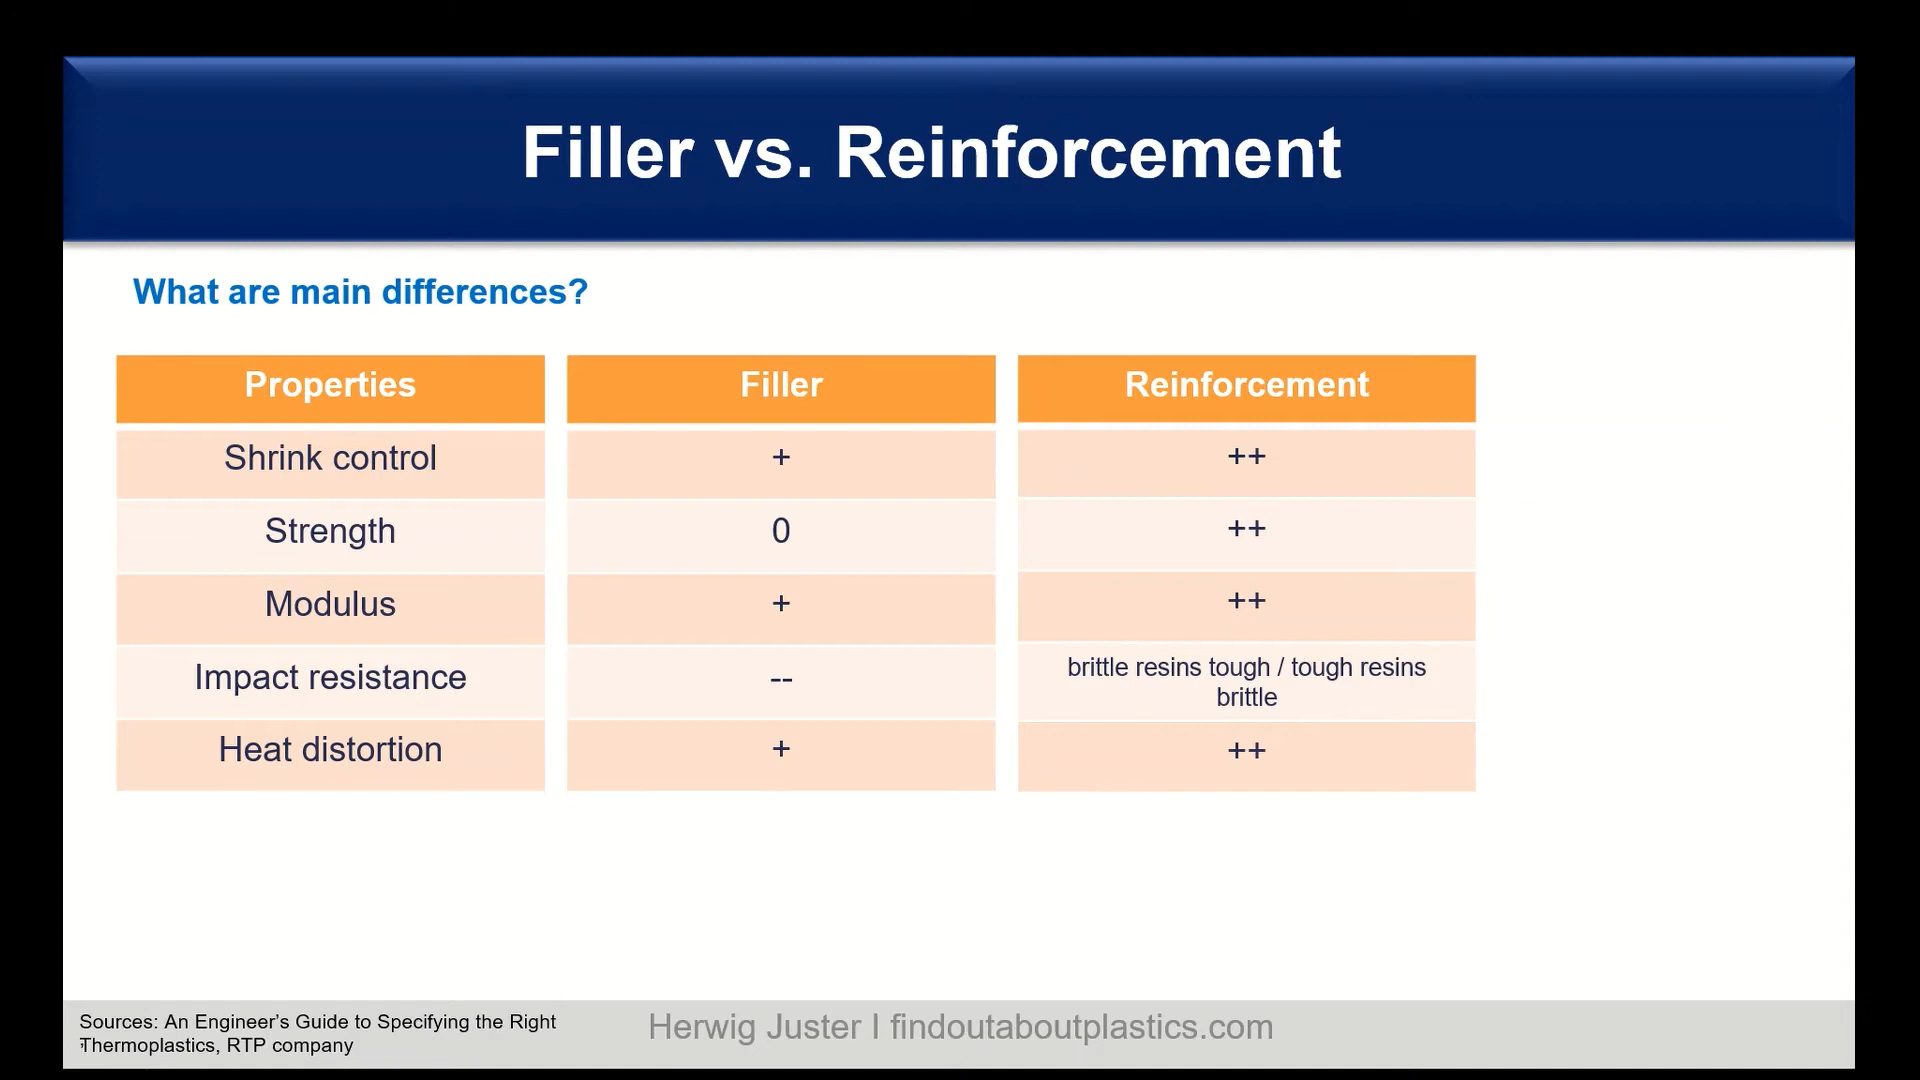 Filler vs. Reinforcement
What are main differences?
Properties Filler Reinforcement
Shrink control + ++
Strength 0 ++
Modulus + ++
Impact resistance -- brittle resins tough / tough resins
brittle
Heat distortion + ++
Sources: An Engineer’s Guide to Specifying the Right
Thermoplastics, RTP company
Herwig Juster I findoutaboutplastics.com